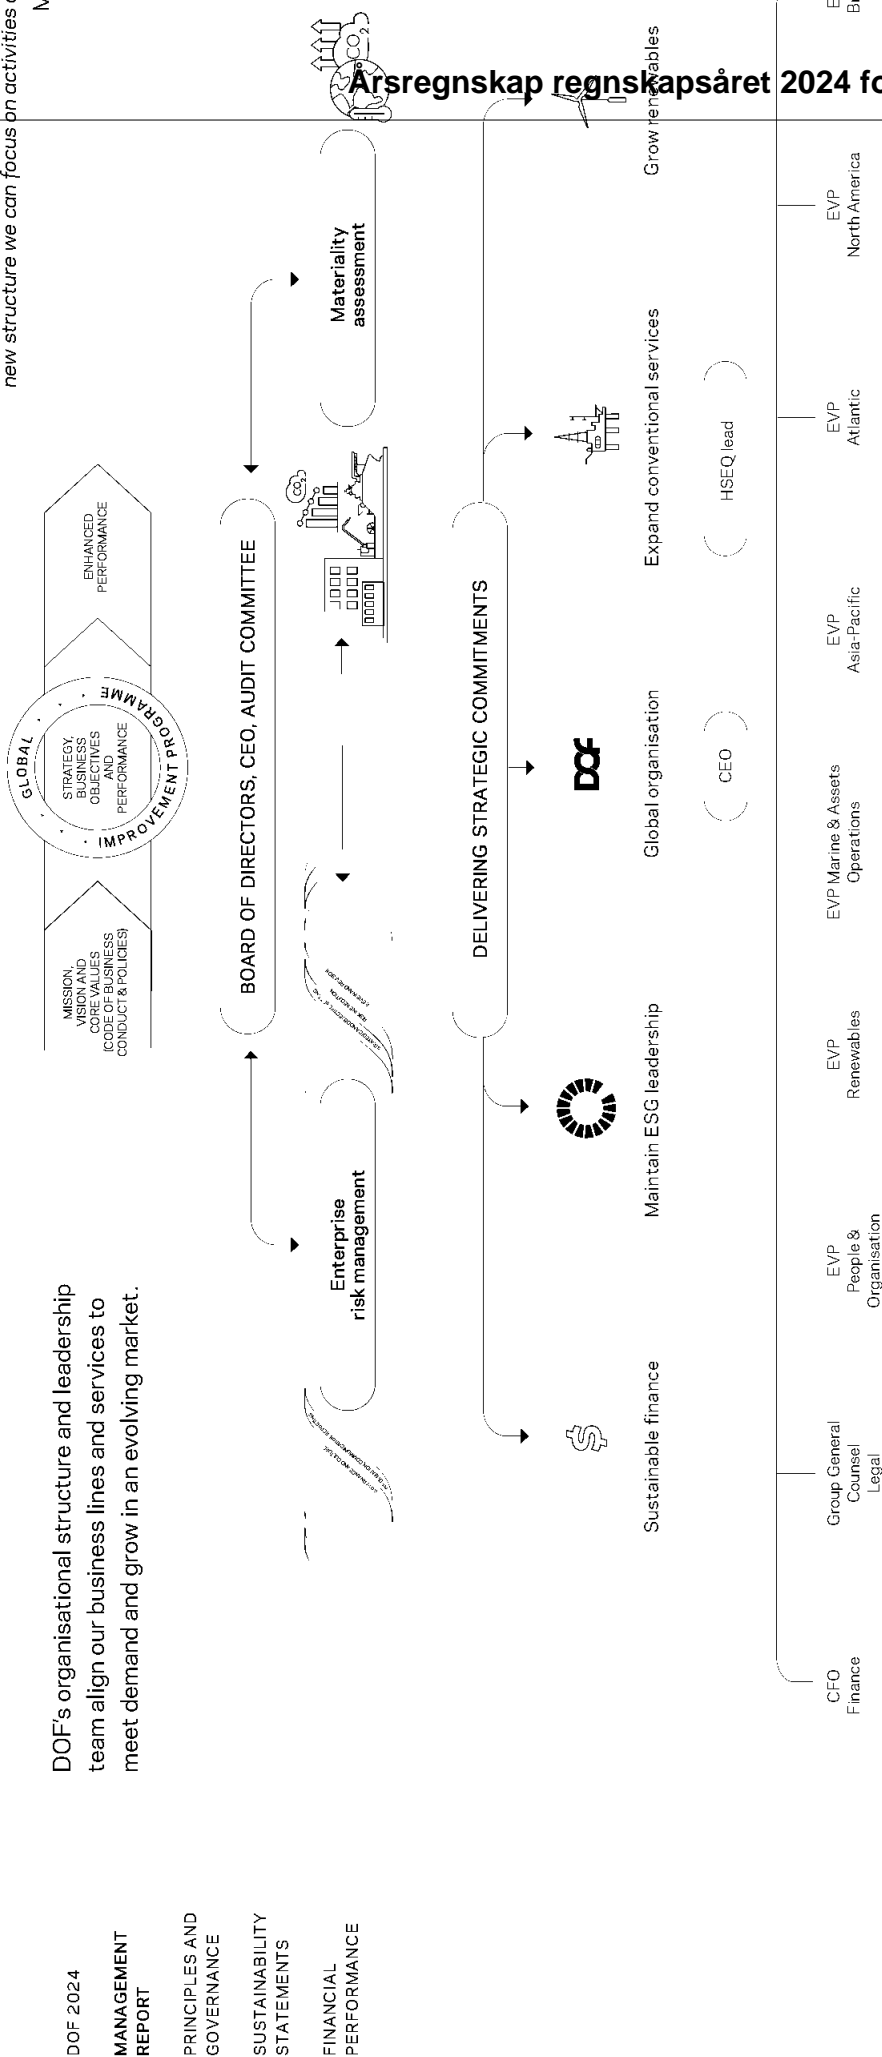 Årsregnskap regnskapsåret 2024 fo
DOF 2024
MANAGEMENT
REPORT
PRINCIPLES AND
GOVERNANCE
SUSTAINABILITY
STATEMENTS
FINANCIAL
PERFORMANCE
DOF's organisational structure and leadership
team align our business lines and services to
meet demand and grow in an evolving market.
new structure we can focus on activities
MISSION,
VISION AND
CORE VALUES
(CODE OF BUSINESS
CONDUCT & POLICIES)
GLOBAL
IMPROVEMENT PROGRAMME
STRATEGY,
BUSINESS
OBJECTIVES
AND
PERFORMANCE
ENHANCED
PERFORMANCE
BOARD OF DIRECTORS, CEO, AUDIT COMMITTEE
Enterprise
risk management
CO2
CO2
Materiality
assessment
DELIVERING STRATEGIC COMMITMENTS
Sustainable finance
Maintain ESG leadership
DOF
Global organisation
Expand conventional services
Grow renewables
CEO
HSEQ lead
CFO
Finance
Group General
Counsel
Legal
EVP
People &
Organisation
EVP
Renewables
EVP Marine & Assets
Operations
EVP
Asia-Pacific
EVP
Atlantic
EVP
North America